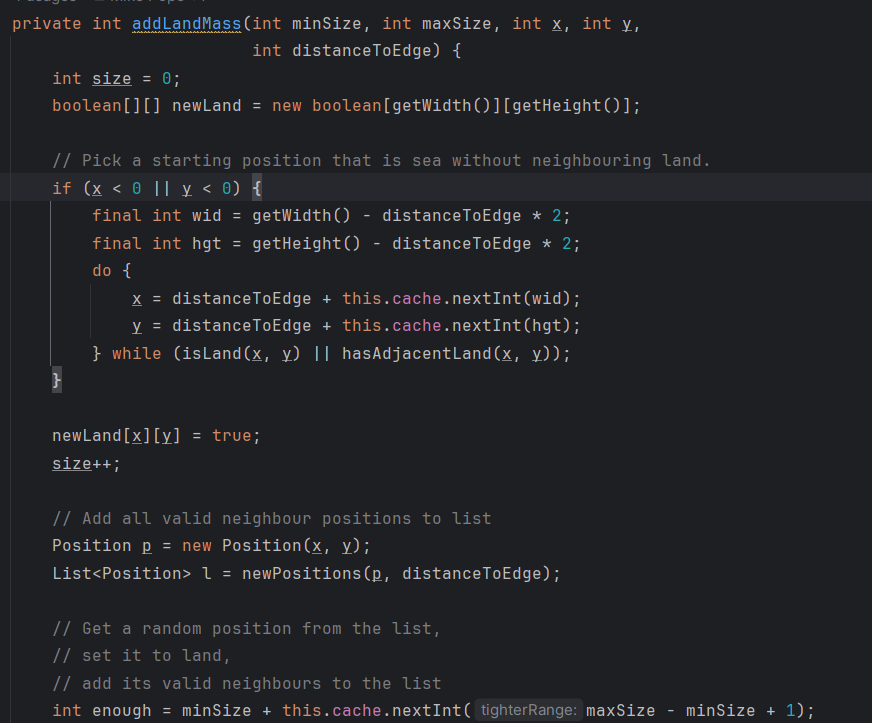 private int addLandMass(int minSize, int maxSize, int x, int y,
                        int distanceToEdge) {
    int size = 0;
    boolean[][] newLand = new boolean[getWidth()][getHeight()];

    // Pick a starting position that is sea without neighbouring land.
    if (x < 0 || y < 0) {
        final int wid = getWidth() - distanceToEdge * 2;
        final int hgt = getHeight() - distanceToEdge * 2;
        do {
            x = distanceToEdge + this.cache.nextInt(wid);
            y = distanceToEdge + this.cache.nextInt(hgt);
        } while (isLand(x, y) || hasAdjacentLand(x, y));
    }

    newLand[x][y] = true;
    size++;

    // Add all valid neighbour positions to list
    Position p = new Position(x, y);
    List<Position> l = newPositions(p, distanceToEdge);

    // Get a random position from the list,
    // set it to land,
    // add its valid neighbours to the list
    int enough = minSize + this.cache.nextInt( tighterRange: maxSize - minSize + 1);